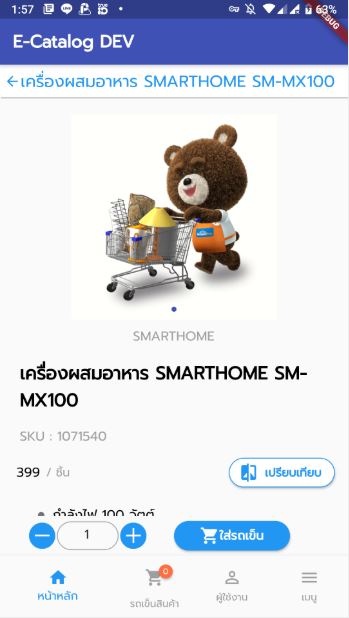 1:57
63%
DEBUG
E-Catalog DEV
เครื่องผสมอาหาร SMARTHOME SM-MX100
SMARTHOME
เครื่องผสมอาหาร SMARTHOME SM-
MX100
SKU : 1071540
399 / ชิ้น
เปรียบเทียบ
กำลังไฟ 100 วัตต์
1
ใส่รถเข็น
0
หน้าหลัก
รถเข็นสินค้า
ผู้ใช้งาน
เมนู